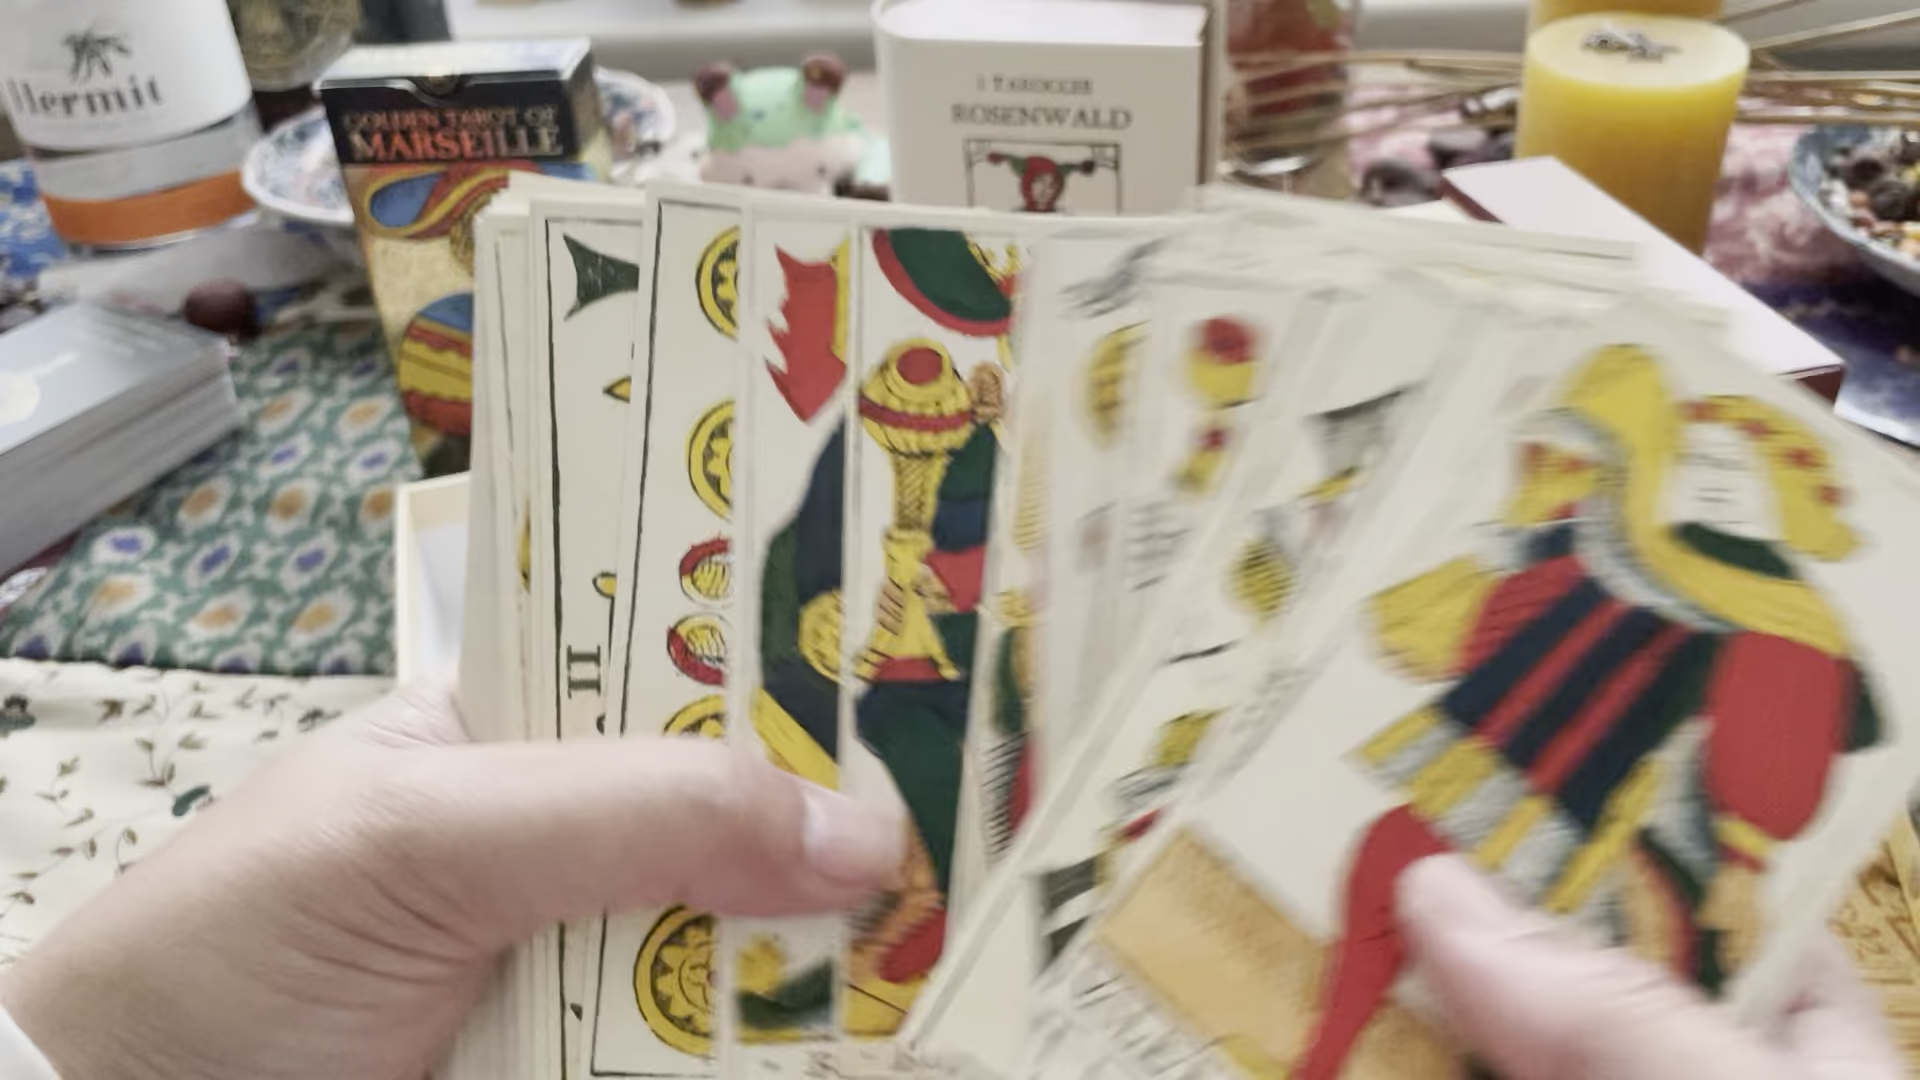 Hermit
GOLDEN TAROT OF
MARSEILLE
I TAROCCHI
ROSENWALD
II